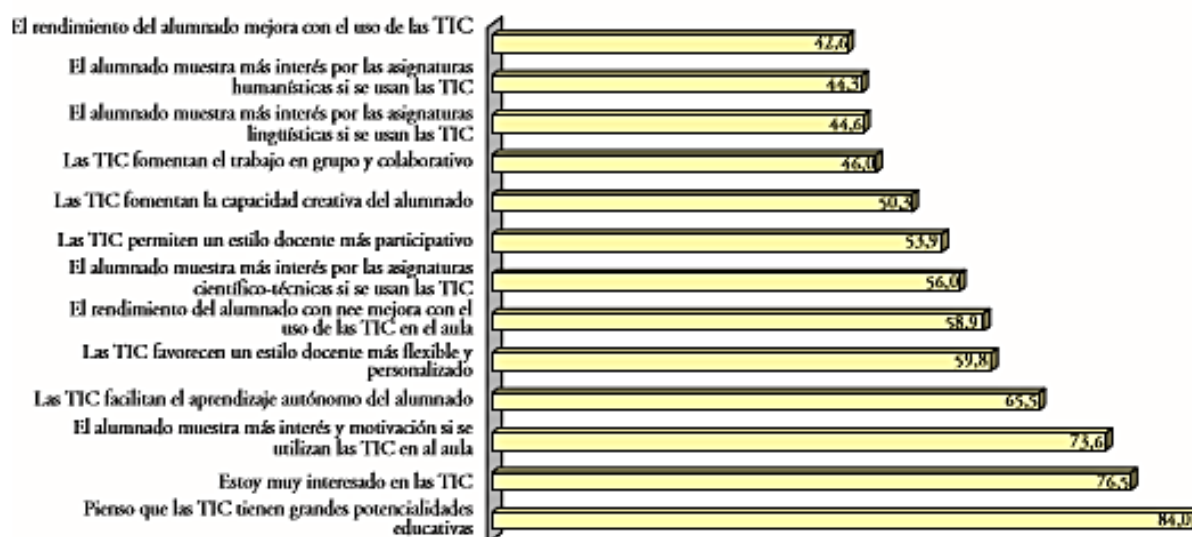 El rendimiento del alumnado mejora con el uso de las TIC
42,6
El alumnado muestra más interés por las asignaturas
humanísticas si se usan las TIC
44,3
El alumnado muestra más interés por las asignaturas
lingüísticas si se usan las TIC
44,6
Las TIC fomentan el trabajo en grupo y colaborativo
46,0
Las TIC fomentan la capacidad creativa del alumnado
50,3
Las TIC permiten un estilo docente más participativo
53,9
El alumnado muestra más interés por las asignaturas
científico-técnicas si se usan las TIC
56,0
El rendimiento del alumnado con nee mejora con el
uso de las TIC en el aula
58,9
Las TIC favorecen un estilo docente más flexible y
personalizado
59,8
Las TIC facilitan el aprendizaje autónomo del alumnado
65,5
El alumnado muestra más interés y motivación si se
utilizan las TIC en al aula
73,6
Estoy muy interesado en las TIC
76,5
Pienso que las TIC tienen grandes potencialidades
educativas
84,0